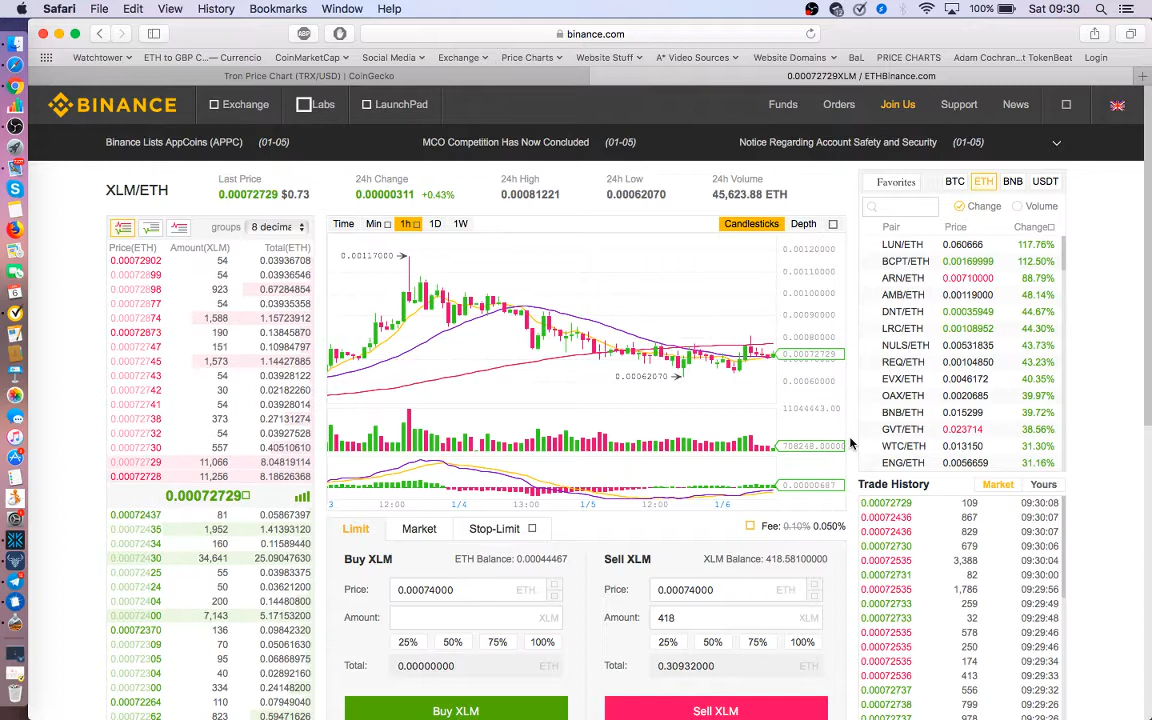 Safari File Edit View History Bookmarks Window Help 100% Sat 09:30
binance.com
Watchtower ETH to GBP C... — Currencio CoinMarketCap Social Media Exchange Price Charts Website Stuff A* Video Sources Website Domains BaL PRICE CHARTS Adam Cochran... TokenBeat Login
Tron Price Chart (TRX/USD) | CoinGecko 0.00072729XLM / ETHBinance.com
BINANCE Exchange Labs LaunchPad Funds Orders Join Us Support News
Binance Lists AppCoins (APPC) (01-05) MCO Competition Has Now Concluded (01-05) Notice Regarding Account Safety and Security (01-05)
XLM/ETH
Last Price 24h Change 24h High 24h Low 24h Volume
0.00072729 $0.73 0.00000311 +0.43% 0.00081221 0.00062070 45,623.88 ETH
groups 8 decima
Price(ETH) Amount(XLM) Total(ETH)
0.00072902 54 0.03936708
0.00072899 54 0.03936546
0.00072898 923 0.67284854
0.00072877 54 0.03935358
0.00072874 1,588 1.15723912
0.00072873 190 0.13845870
0.00072747 151 0.10984797
0.00072745 1,573 1.14427885
0.00072743 54 0.03928122
0.00072742 30 0.02182260
0.00072741 54 0.03928014
0.00072738 373 0.27131274
0.00072732 54 0.03927528
0.00072730 557 0.40510610
0.00072729 11,066 8.04819114
0.00072728 11,256 8.18626368
0.00072729
0.00072437 81 0.05867397
0.00072435 1,952 1.41393120
0.00072434 160 0.11589440
0.00072430 34,641 25.09047630
0.00072425 55 0.03983375
0.00072424 50 0.03621200
0.00072404 200 0.14480800
0.00072400 7,143 5.17153200
0.00072370 136 0.09842320
0.00072309 70 0.05061630
0.00072305 95 0.06868975
0.00072304 40 0.02892160
0.00072300 334 0.24148200
0.00072264 110 0.07949040
0.00072262 823 0.59471626
Time Min 1h 1D 1W Candlesticks Depth
0.00117000
0.00062070
0.00120000
0.00110000
0.00100000
0.00090000
0.00080000
0.00072729
0.00060000
11044443.00
708248.00000
0.00000687
3 12:00 1/4 12:00 1/5 12:00 1/6
Limit Market Stop-Limit Fee: 0.10% 0.050%
Buy XLM ETH Balance: 0.00044467
Price: 0.00074000 ETH
Amount: XLM
25% 50% 75% 100%
Total: 0.00000000 ETH
Buy XLM
Sell XLM XLM Balance: 418.58100000
Price: 0.00074000 ETH
Amount: 418 XLM
25% 50% 75% 100%
Total: 0.30932000 ETH
Sell XLM
Favorites BTC ETH BNB USDT
Change Volume
Pair Price Change
LUN/ETH 0.060666 117.76%
BCPT/ETH 0.00169999 112.50%
ARN/ETH 0.00710000 88.79%
AMB/ETH 0.00119000 48.14%
DNT/ETH 0.00035949 44.67%
LRC/ETH 0.00108952 44.30%
NULS/ETH 0.00531835 43.73%
REQ/ETH 0.00104850 43.23%
EVX/ETH 0.0046172 40.35%
OAX/ETH 0.0020685 39.97%
BNB/ETH 0.015299 39.72%
GVT/ETH 0.023714 38.56%
WTC/ETH 0.013150 31.30%
ENG/ETH 0.0056659 31.16%
Trade History Market Yours
0.00072729 109 09:30:08
0.00072436 867 09:30:07
0.00072436 829 09:30:07
0.00072730 679 09:30:06
0.00072535 3,388 09:30:04
0.00072731 82 09:30:00
0.00072535 1,786 09:29:56
0.00072733 259 09:29:49
0.00072733 32 09:29:48
0.00072535 578 09:29:46
0.00072535 250 09:29:46
0.00072535 174 09:29:34
0.00072535 234 09:29:33
0.00072737 556 09:29:32
0.00072738 798 09:29:32